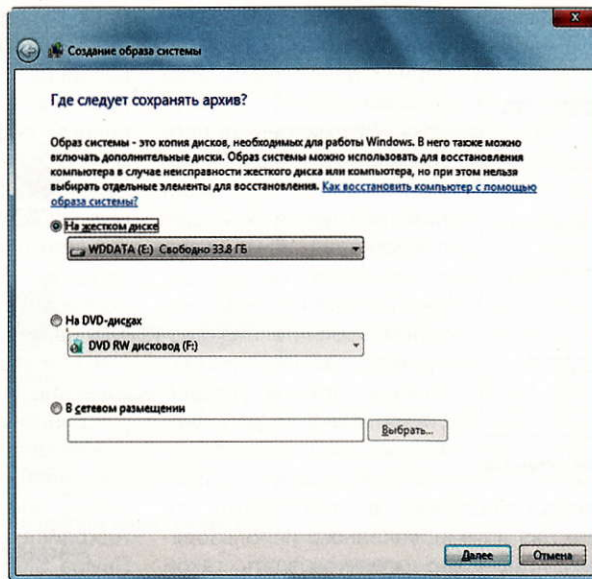 Создание образа системы
Где следует сохранять архив?
Образ системы - это копия дисков, необходимых для работы Windows. В него также можно
включать дополнительные диски. Образ системы можно использовать для восстановления
компьютера в случае неисправности жесткого диска или компьютера, но при этом нельзя
выбирать отдельные элементы для восстановления. Как восстановить компьютер с помощью
образа системы?
На жестком диске
WDDATA (E:) Свободно 33.8 ГБ
На DVD-дисках
DVD RW дисковод (F:)
В сетевом размещении
Выбрать...
Далее Отмена